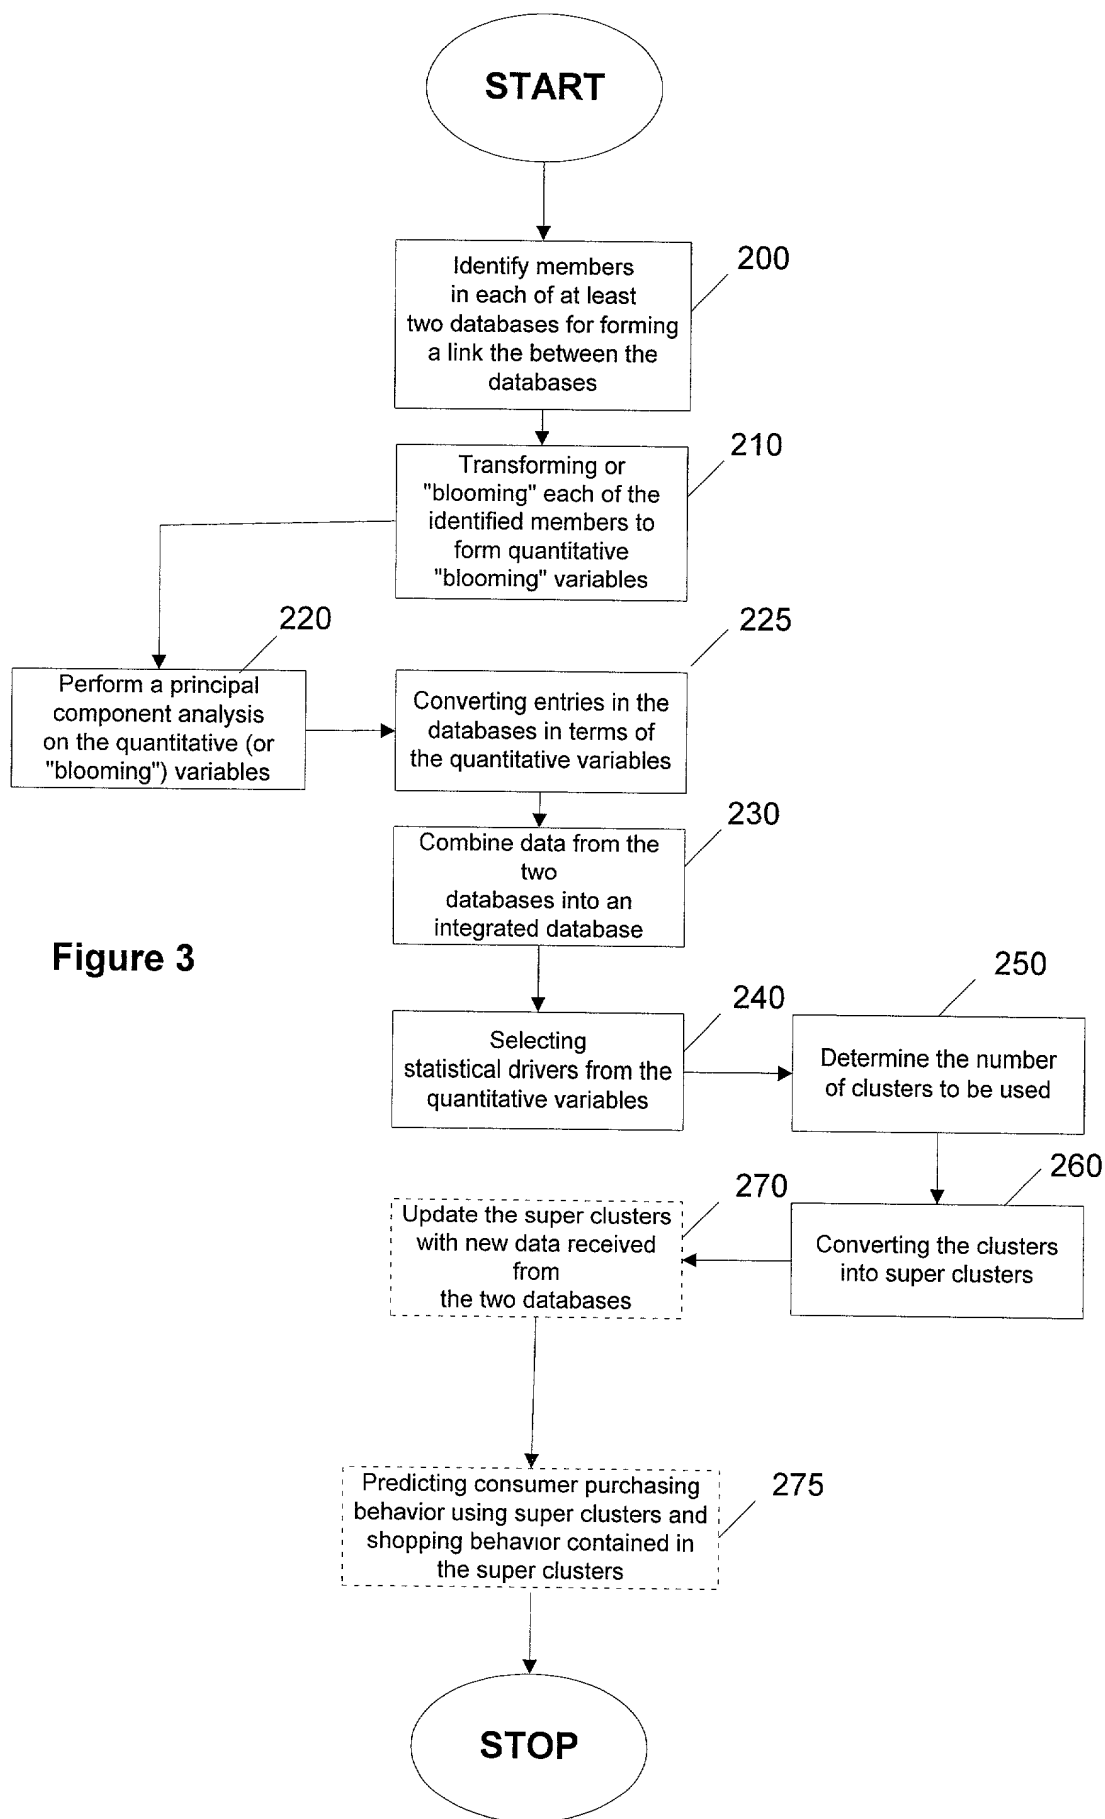 START
200
Identify members
in each of at least
two databases for forming
a link the between the
databases
210
Transforming or
"blooming" each of the
identified members to
form quantitative
"blooming" variables
220
Perform a principal
component analysis
on the quantitative (or
"blooming") variables
225
Converting entries in the
databases in terms of
the quantitative variables
230
Combine data from the
two
databases into an
integrated database
Figure 3
240
Selecting
statistical drivers from the
quantitative variables
250
Determine the number
of clusters to be used
260
Converting the clusters
into super clusters
270
Update the super clusters
with new data received
from
the two databases
275
Predicting consumer purchasing
behavior using super clusters and
shopping behavior contained in
the super clusters
STOP